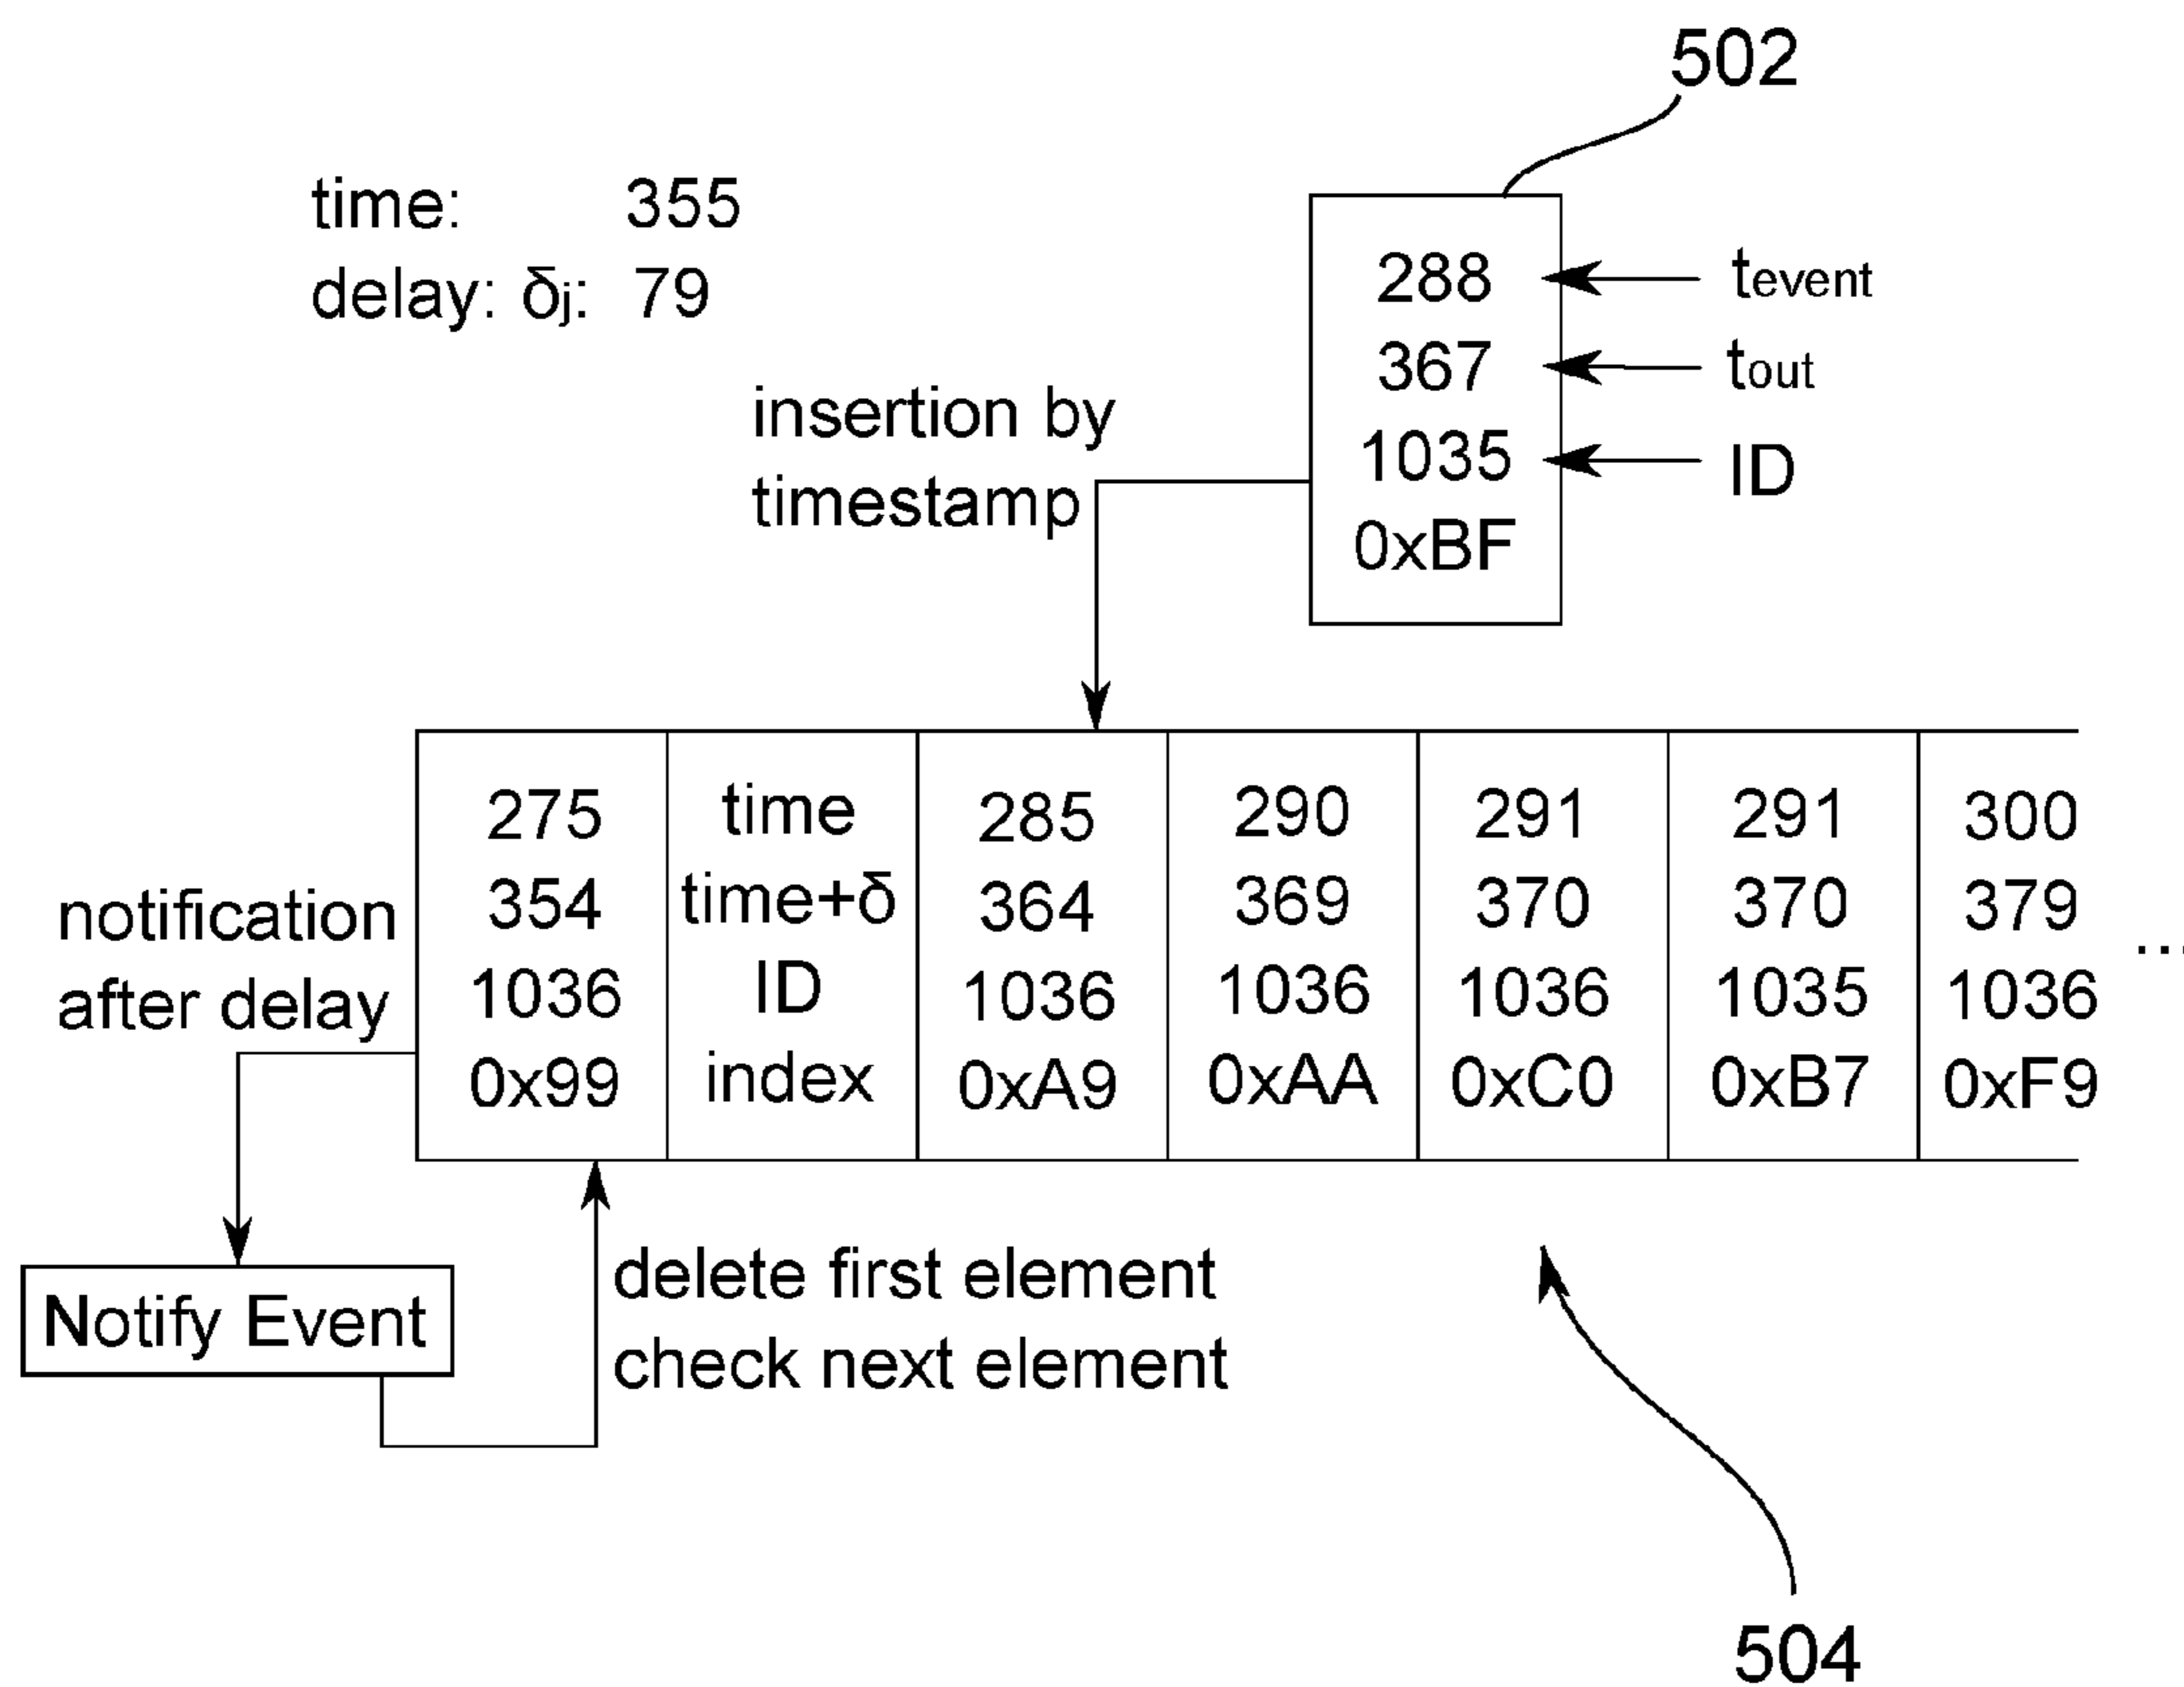 502
time: 355
delay: δj: 79
288
tevent
367
tout
1035
ID
0xBF
insertion by
timestamp
275 time 285 290 291 291 300
354 time+δ 364 369 370 370 379
1036 ID 1036 1036 1036 1035 1036
0x99 index 0xA9 0xAA 0xC0 0xB7 0xF9
...
notification
after delay
Notify Event
delete first element
check next element
504